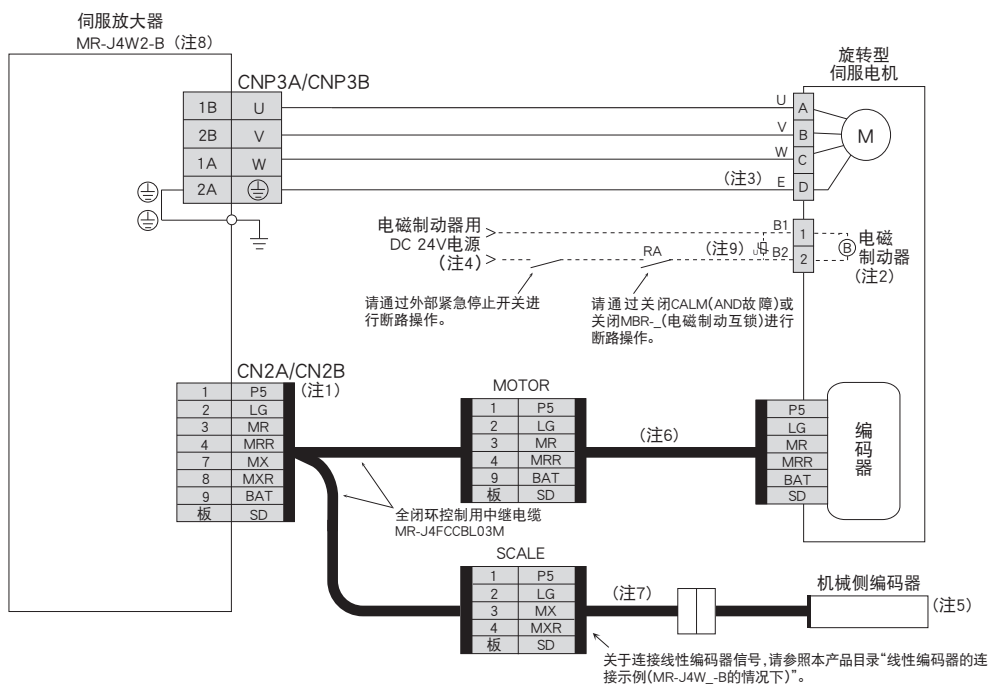 伺服放大器
MR-J4W2-B（注8）
CNP3A/CNP3B
1B U
2B V
1A W
2A
旋转型
伺服电机
U A
V B
W C
（注3） E D
M
电磁制动器用
DC 24V电源
（注4）
B1 1
RA （注9） U B2 2
B 电磁
制动器
（注2）
请通过外部紧急停止开关进
行断路操作。
请通过关闭CALM(AND故障)或
关闭MBR-_(电磁制动互锁)进行
断路操作。
CN2A/CN2B
（注1）
1 P5
2 LG
3 MR
4 MRR
7 MX
8 MXR
9 BAT
板 SD
MOTOR
1 P5
2 LG
3 MR
4 MRR
9 BAT
板 SD
（注6）
P5
LG
MR
MRR
BAT
SD
编码器
全闭环控制用中继电缆
MR-J4FCCBL03M
SCALE
1 P5
2 LG
3 MX
4 MXR
板 SD
（注7）
机械侧编码器
（注5）
关于连接线性编码器信号,请参照本产品目录“线性编码器的连
接示例(MR-J4W_-B的情况下)”。